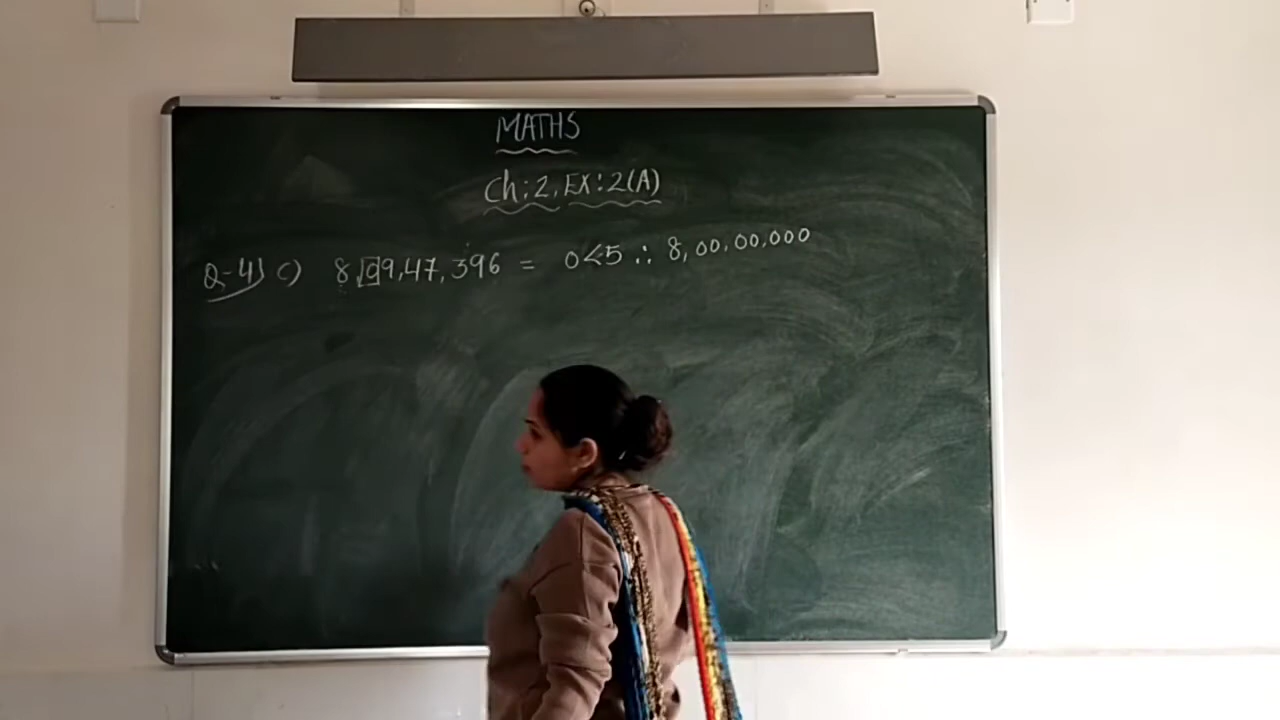 MATHS
Ch:2, EX:2(A)
Q-4) c) 8,09,47,396 = 0<5 ∴ 8,00,00,000